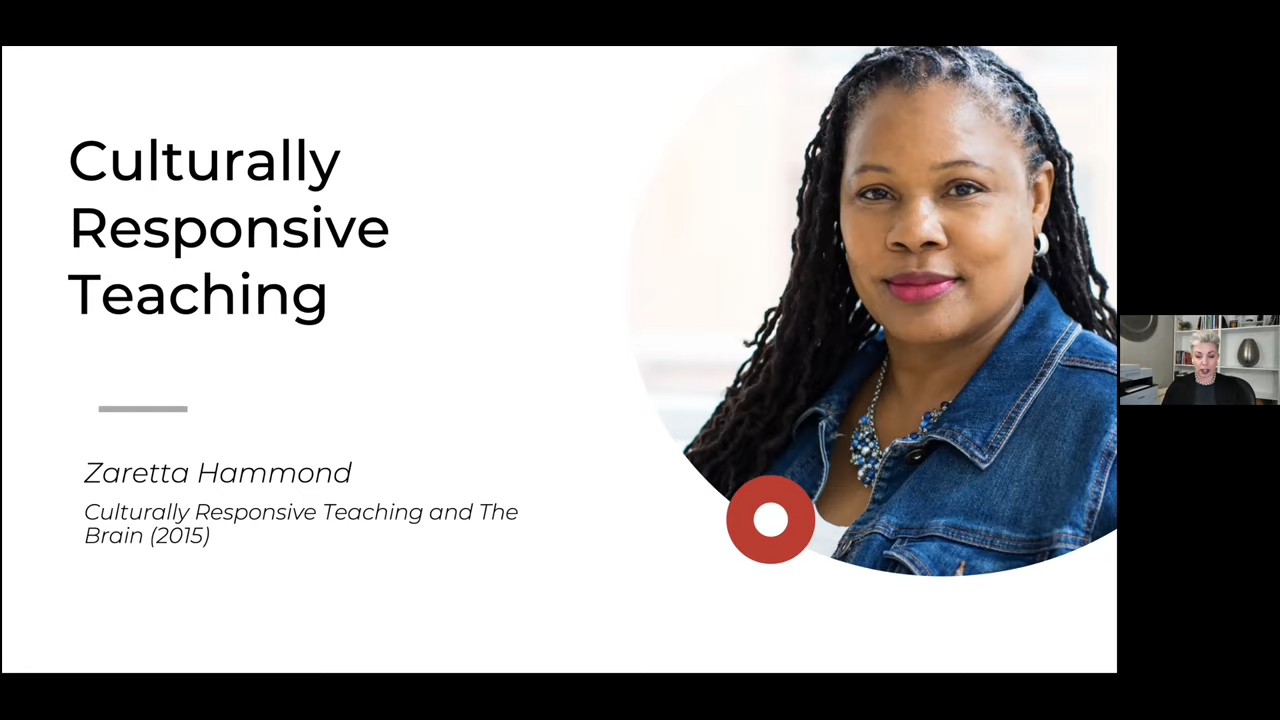 Culturally
Responsive
Teaching
Zaretta Hammond
Culturally Responsive Teaching and The
Brain (2015)